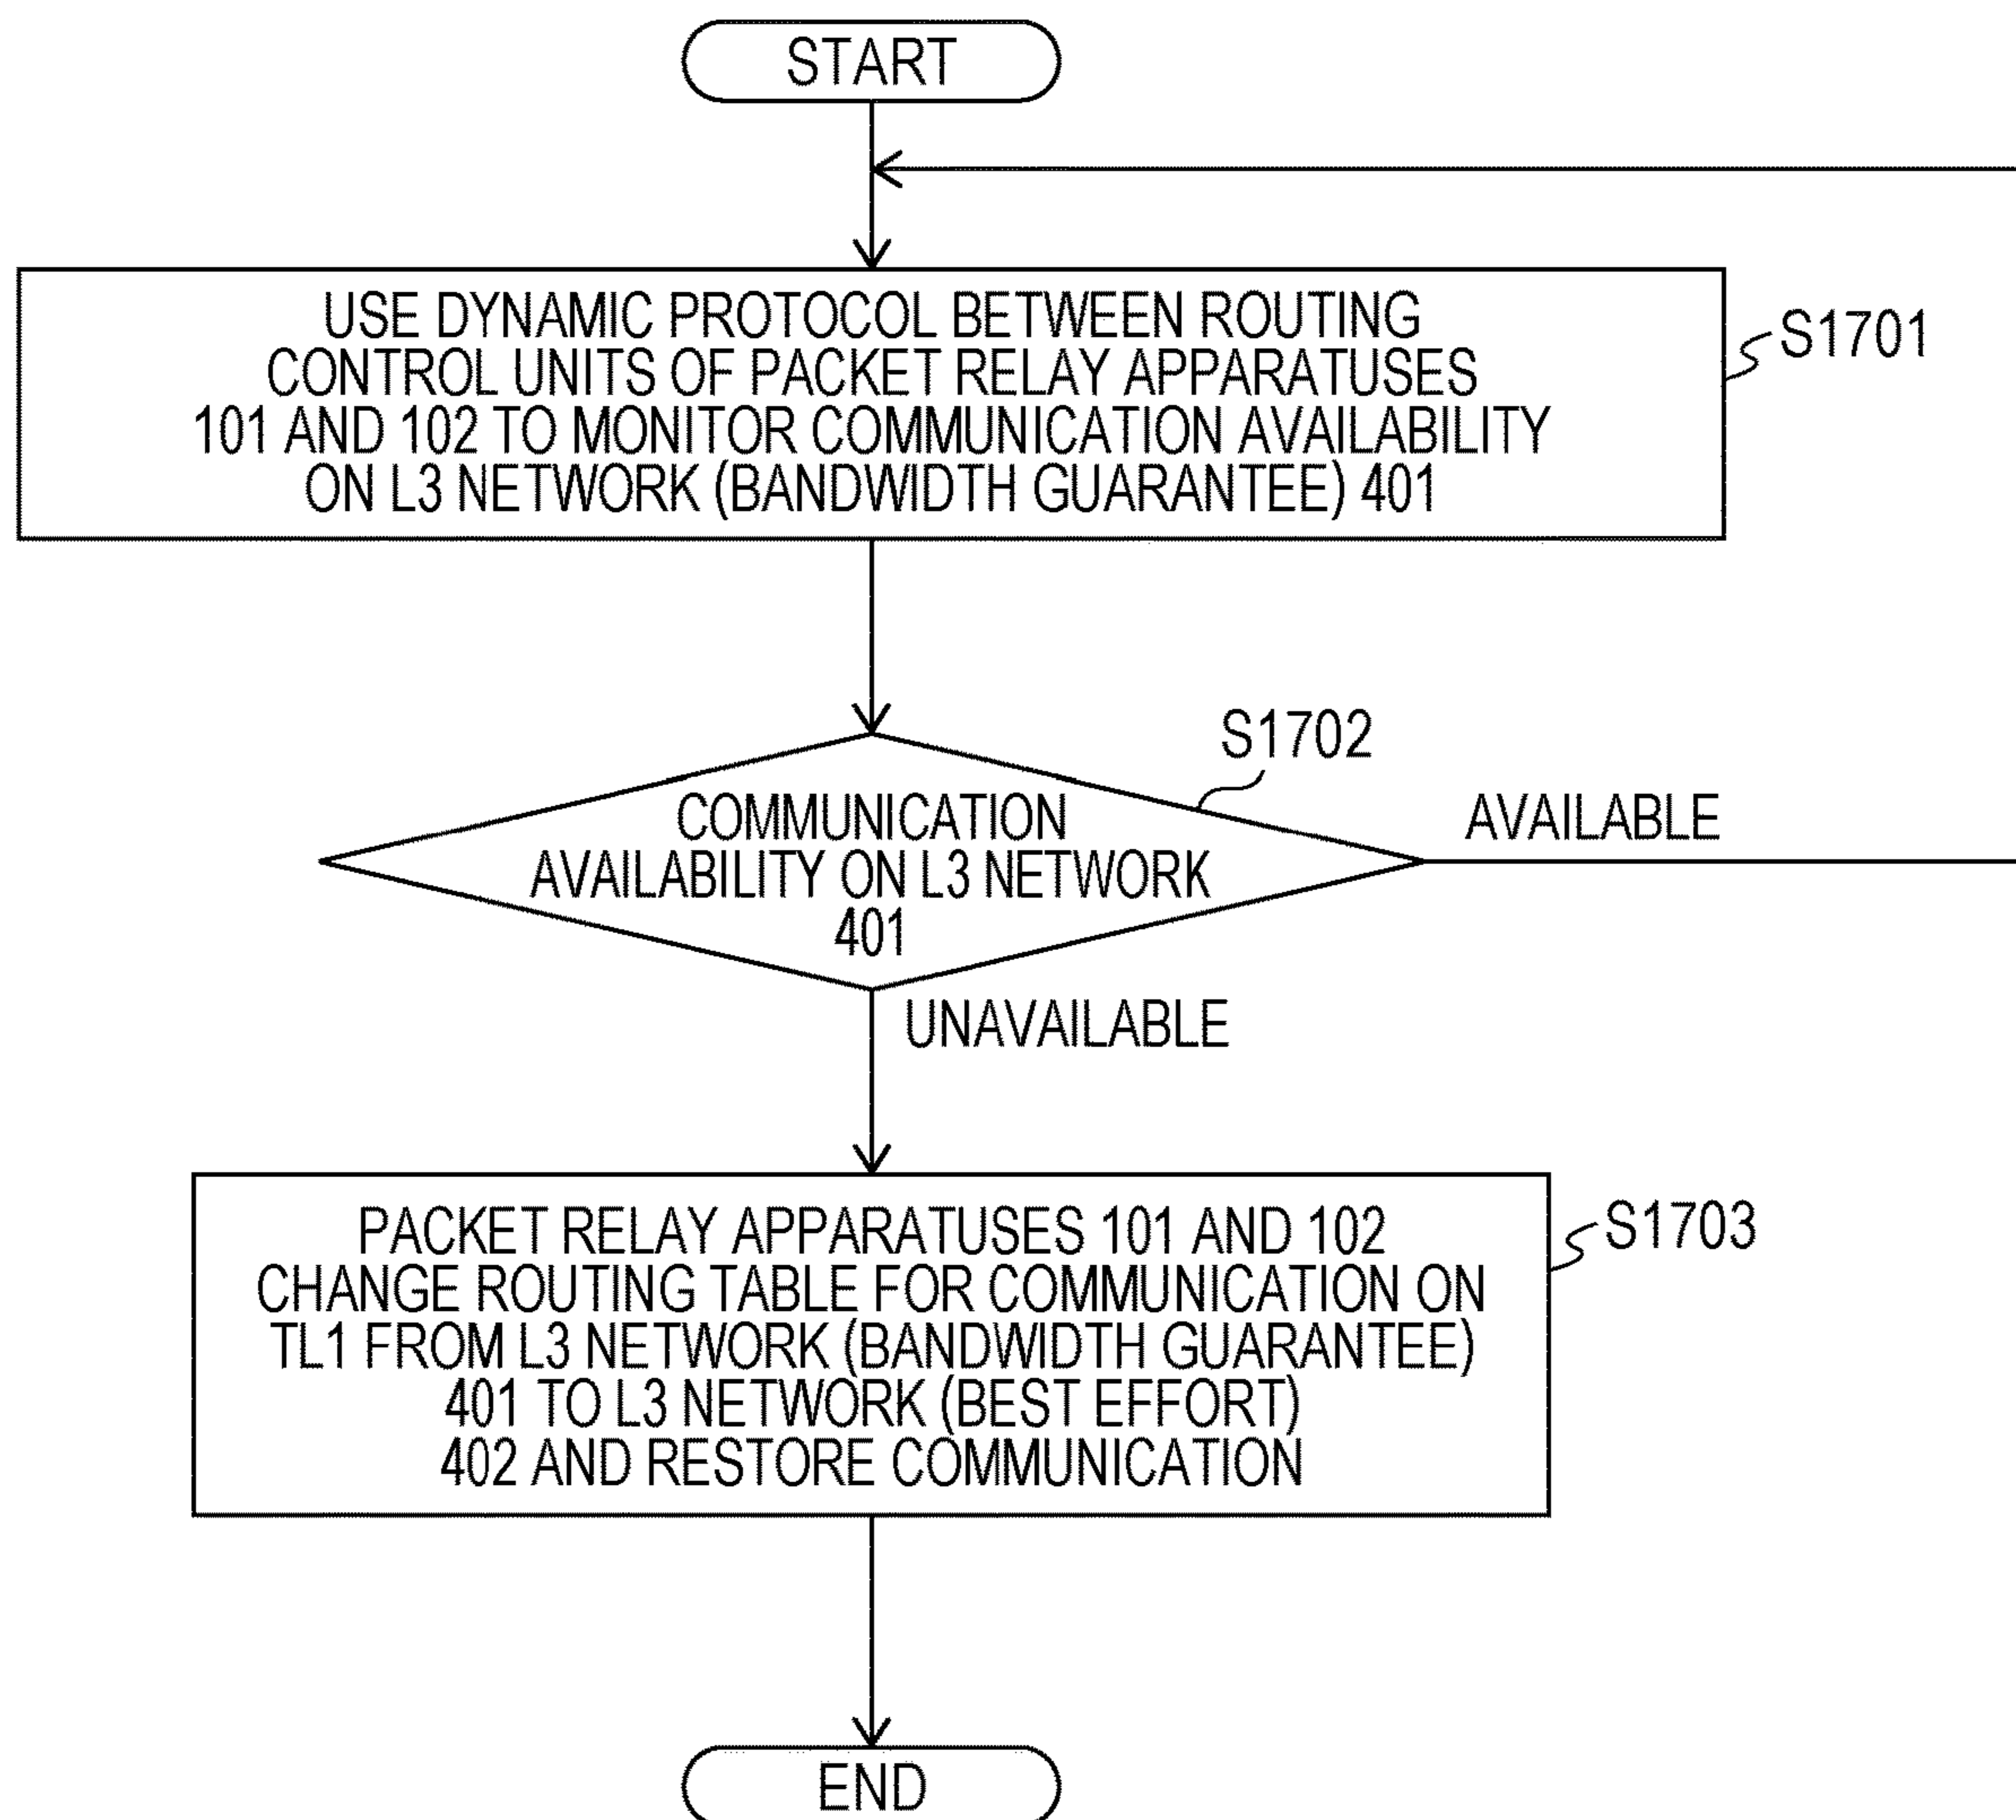 START
USE DYNAMIC PROTOCOL BETWEEN ROUTING
CONTROL UNITS OF PACKET RELAY APPARATUSES
101 AND 102 TO MONITOR COMMUNICATION AVAILABILITY
ON L3 NETWORK (BANDWIDTH GUARANTEE) 401
S1701
S1702
COMMUNICATION
AVAILABILITY ON L3 NETWORK
401
AVAILABLE
UNAVAILABLE
PACKET RELAY APPARATUSES 101 AND 102
CHANGE ROUTING TABLE FOR COMMUNICATION ON
TL1 FROM L3 NETWORK (BANDWIDTH GUARANTEE)
401 TO L3 NETWORK (BEST EFFORT)
402 AND RESTORE COMMUNICATION
S1703
END